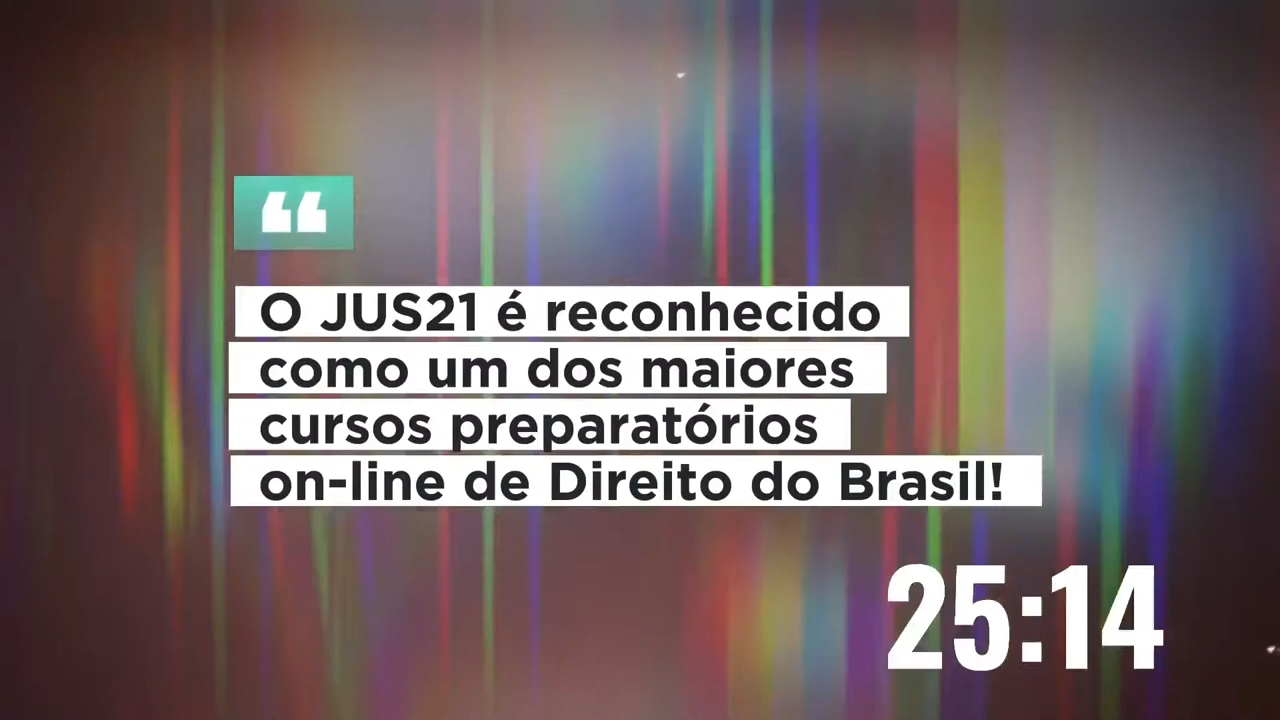 “
O JUS21 é reconhecido
como um dos maiores
cursos preparatórios
on-line de Direito do Brasil!
25:14